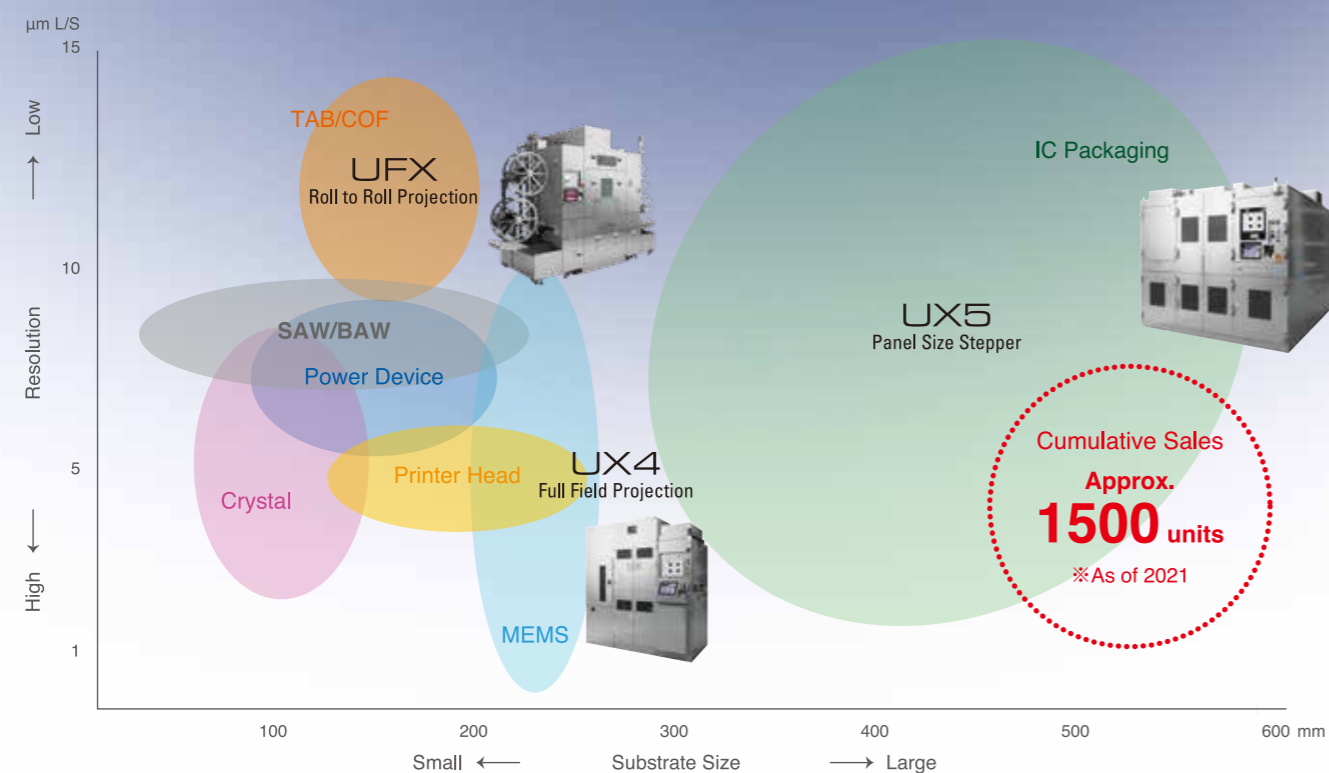 µm L/S
15
Low
10
Resolution
5
High
1
TAB/COF
UFX
Roll to Roll Projection
SAW/BAW
Power Device
Printer Head
Crystal
MEMS
UX4
Full Field Projection
IC Packaging
UX5
Panel Size Stepper
Cumulative Sales
Approx.
1500 units
※As of 2021
100 200 300 400 500 600 mm
Small ← Substrate Size → Large